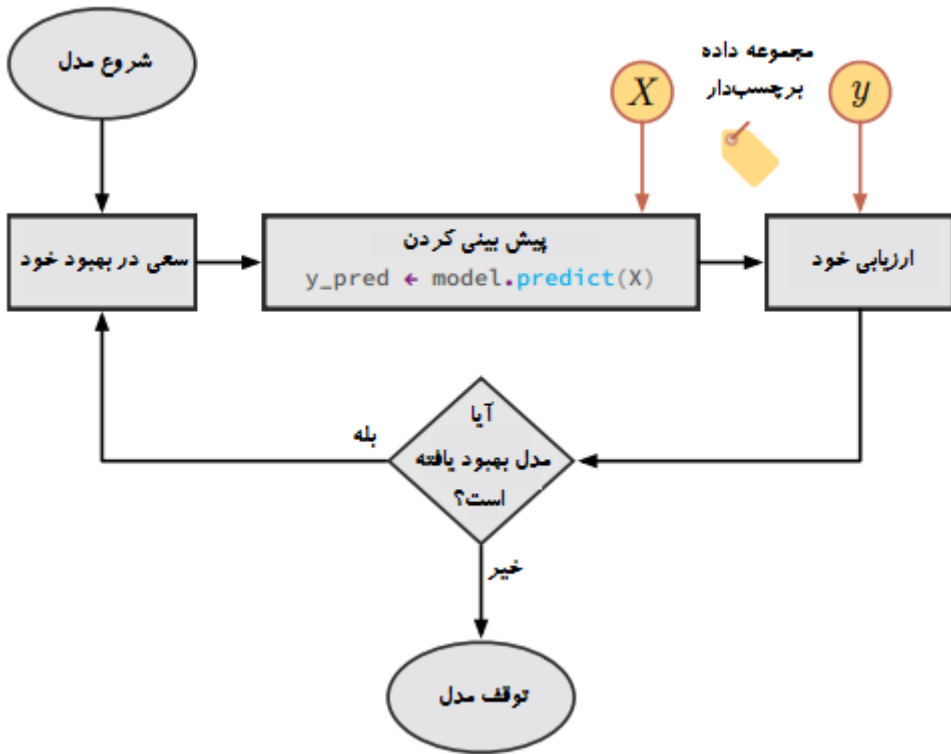 شروع مدل
مجموعه داده
برچسب‌دار
X
y
سعی در بهبود خود
پیش بینی کردن
y_pred ← model.predict(X)
ارزیابی خود
آیا
مدل بهبود یافته
است؟
بله
خیر
توقف مدل